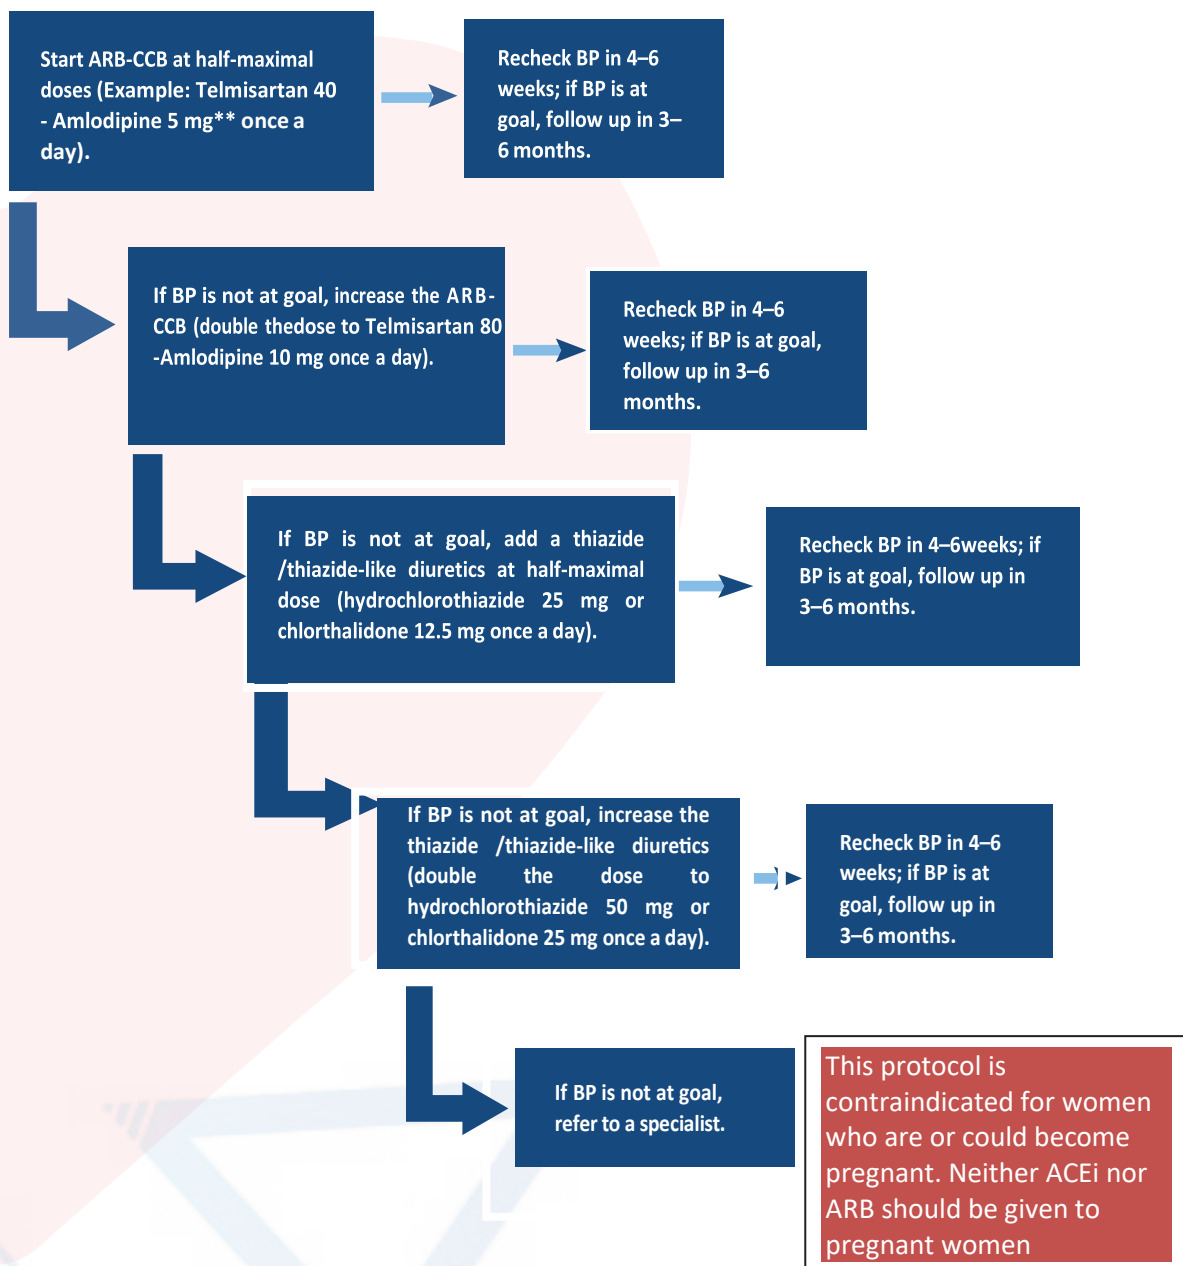 Start ARB-CCB at half-maximal
doses (Example: Telmisartan 40
- Amlodipine 5 mg** once a
day).
Recheck BP in 4–6
weeks; if BP is at
goal, follow up in 3–
6 months.
If BP is not at goal, increase the ARB-
CCB (double thedose to Telmisartan 80
-Amlodipine 10 mg once a day).
Recheck BP in 4–6
weeks; if BP is at goal,
follow up in 3–6
months.
If BP is not at goal, add a thiazide
/thiazide-like diuretics at half-maximal
dose (hydrochlorothiazide 25 mg or
chlorthalidone 12.5 mg once a day).
Recheck BP in 4–6weeks; if
BP is at goal, follow up in
3–6 months.
If BP is not at goal, increase the
thiazide /thiazide-like diuretics
(double the dose to
hydrochlorothiazide 50 mg or
chlorthalidone 25 mg once a day).
Recheck BP in 4–6
weeks; if BP is at
goal, follow up in
3–6 months.
If BP is not at goal,
refer to a specialist.
This protocol is
contraindicated for women
who are or could become
pregnant. Neither ACEi nor
ARB should be given to
pregnant women